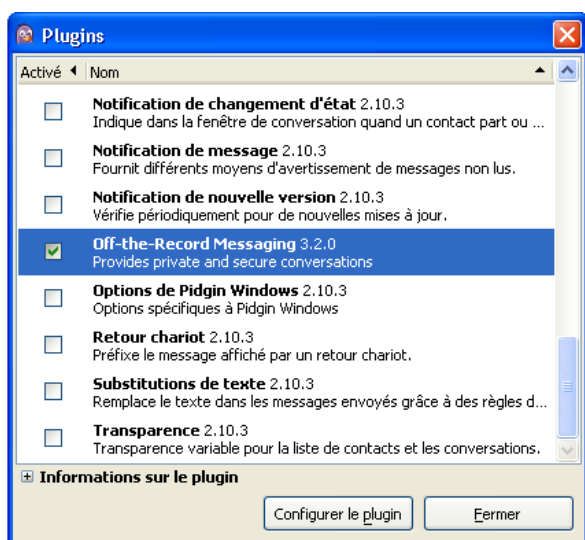 Plugins
Activé Nom
Notification de changement d'état 2.10.3
Indique dans la fenêtre de conversation quand un contact part ou ...
Notification de message 2.10.3
Fournit différents moyens d'avertissement de messages non lus.
Notification de nouvelle version 2.10.3
Vérifie périodiquement pour de nouvelles mises à jour.
Off-the-Record Messaging 3.2.0
Provides private and secure conversations
Options de Pidgin Windows 2.10.3
Options spécifiques à Pidgin Windows
Retour chariot 2.10.3
Préfixe le message affiché par un retour chariot.
Substitutions de texte 2.10.3
Remplace le texte dans les messages envoyés grâce à des règles d...
Transparence 2.10.3
Transparence variable pour la liste de contacts et les conversations.
Informations sur le plugin
Configurer le plugin Fermer